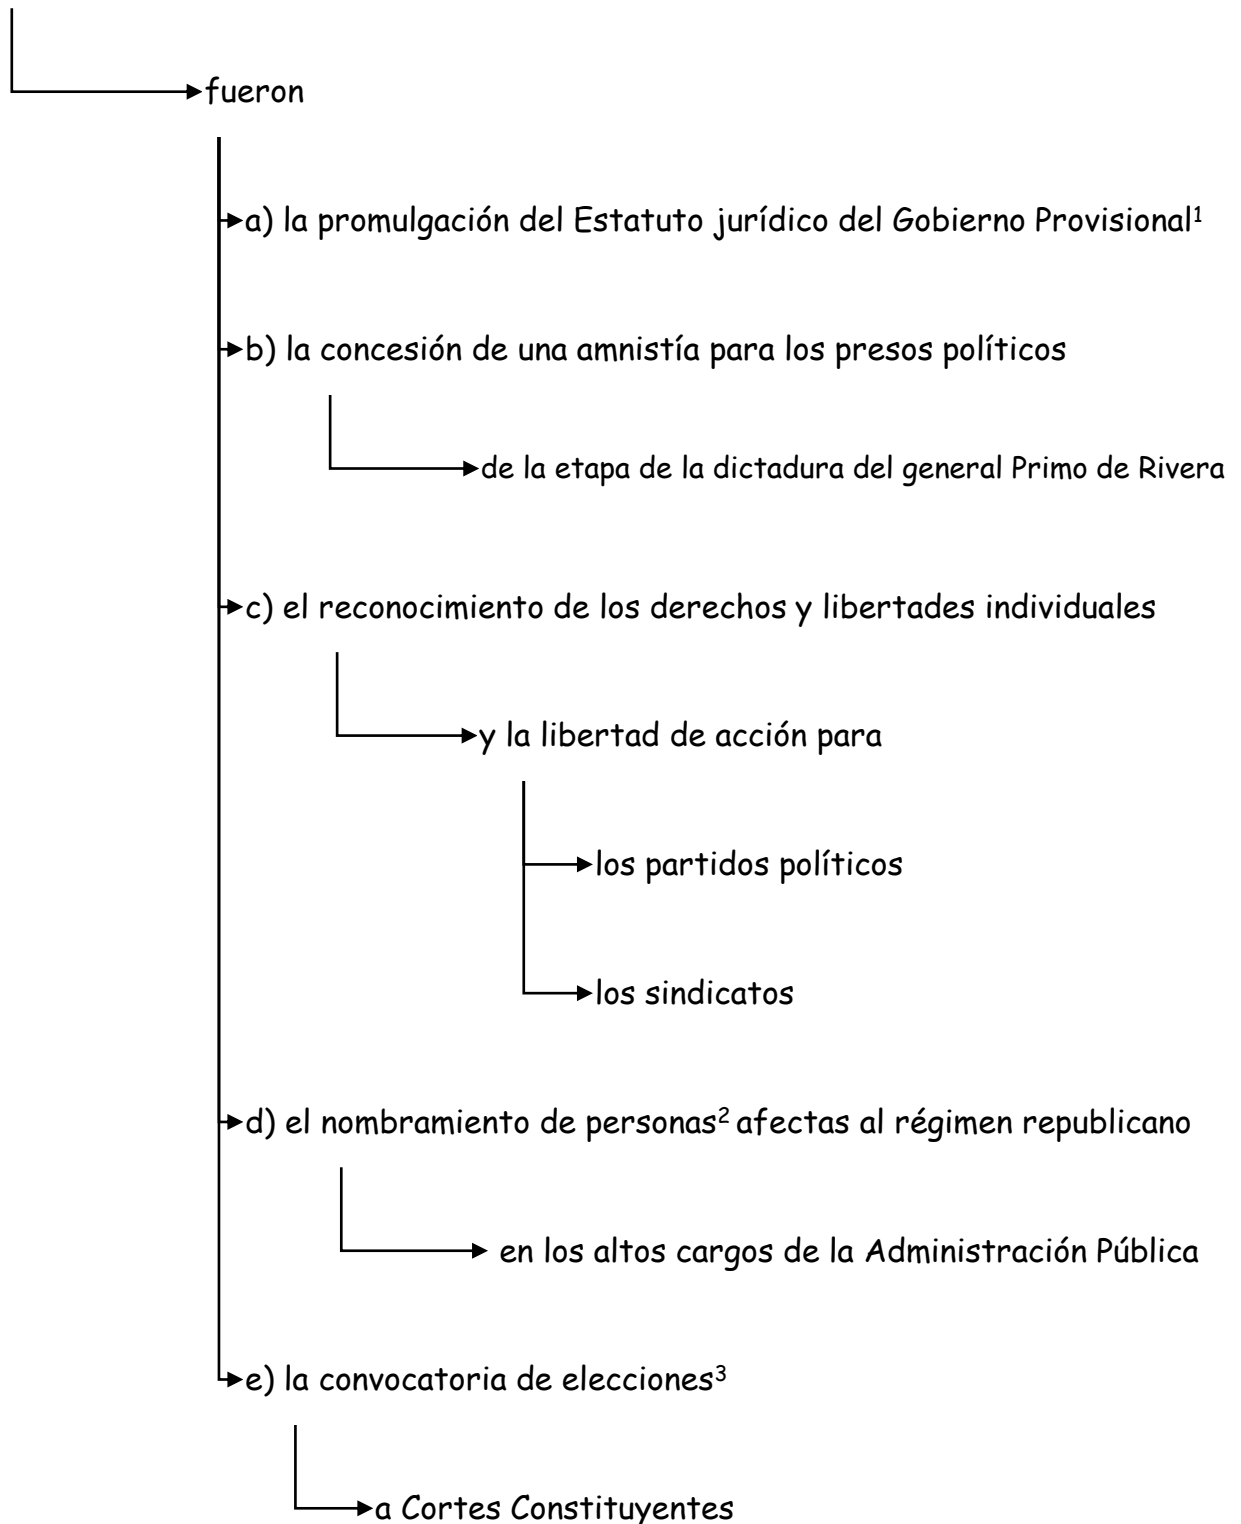 fueron
a) la promulgación del Estatuto jurídico del Gobierno Provisional¹
b) la concesión de una amnistía para los presos políticos
de la etapa de la dictadura del general Primo de Rivera
c) el reconocimiento de los derechos y libertades individuales
y la libertad de acción para
los partidos políticos
los sindicatos
d) el nombramiento de personas² afectas al régimen republicano
en los altos cargos de la Administración Pública
e) la convocatoria de elecciones³
a Cortes Constituyentes